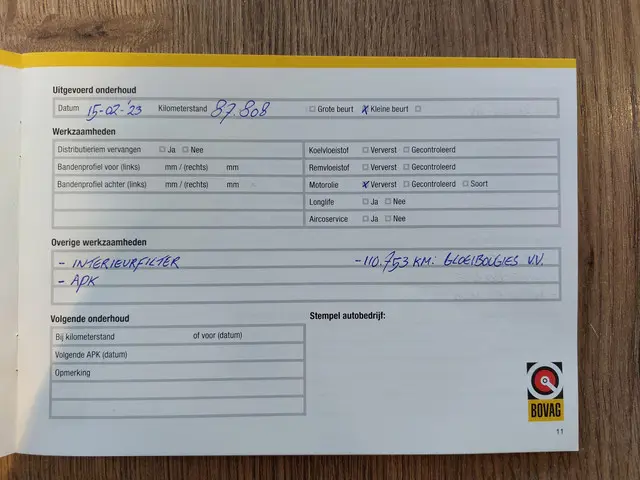 Uitgevoerd onderhoud
Datum 15-02-'23 Kilometerstand 87.808 Grote beurt Kleine beurt
Werkzaamheden
Distributieriem vervangen Ja Nee
Bandenprofiel voor (links) mm / (rechts) mm
Bandenprofiel achter (links) mm / (rechts) mm
Koelvloeistof Ververst Gecontroleerd
Remvloeistof Ververst Gecontroleerd
Motorolie Ververst Gecontroleerd Soort
Longlife Ja Nee
Aircoservice Ja Nee
Overige werkzaamheden
- INTERIEURFILTER
- APK
- 110.753 KM: GLOEIBOUGIES V.V.
Volgende onderhoud
Bij kilometerstand of voor (datum)
Volgende APK (datum)
Opmerking
Stempel autobedrijf:
BOVAG
11